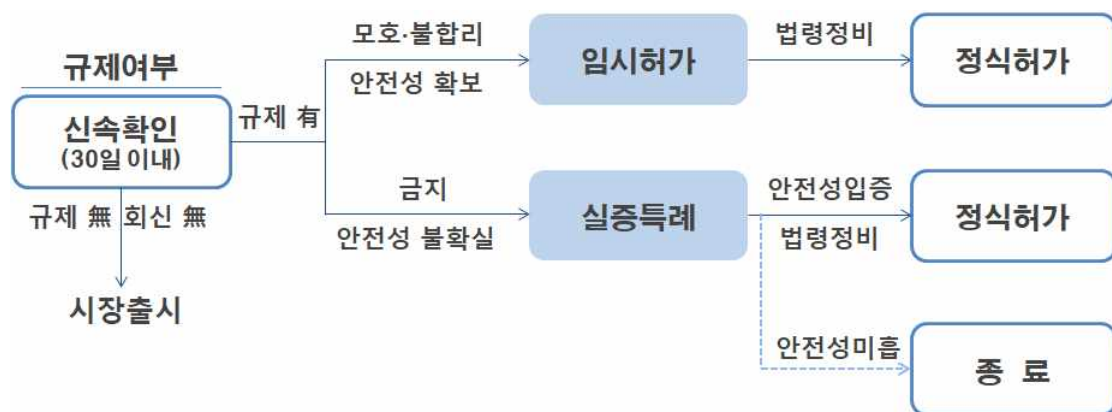 규제여부
신속확인
(30일 이내)
규제 無 회신 無
시장출시
규제 有
모호·불합리
안전성 확보
임시허가
법령정비
정식허가
금지
안전성 불확실
실증특례
안전성입증
법령정비
정식허가
안전성미흡
종 료